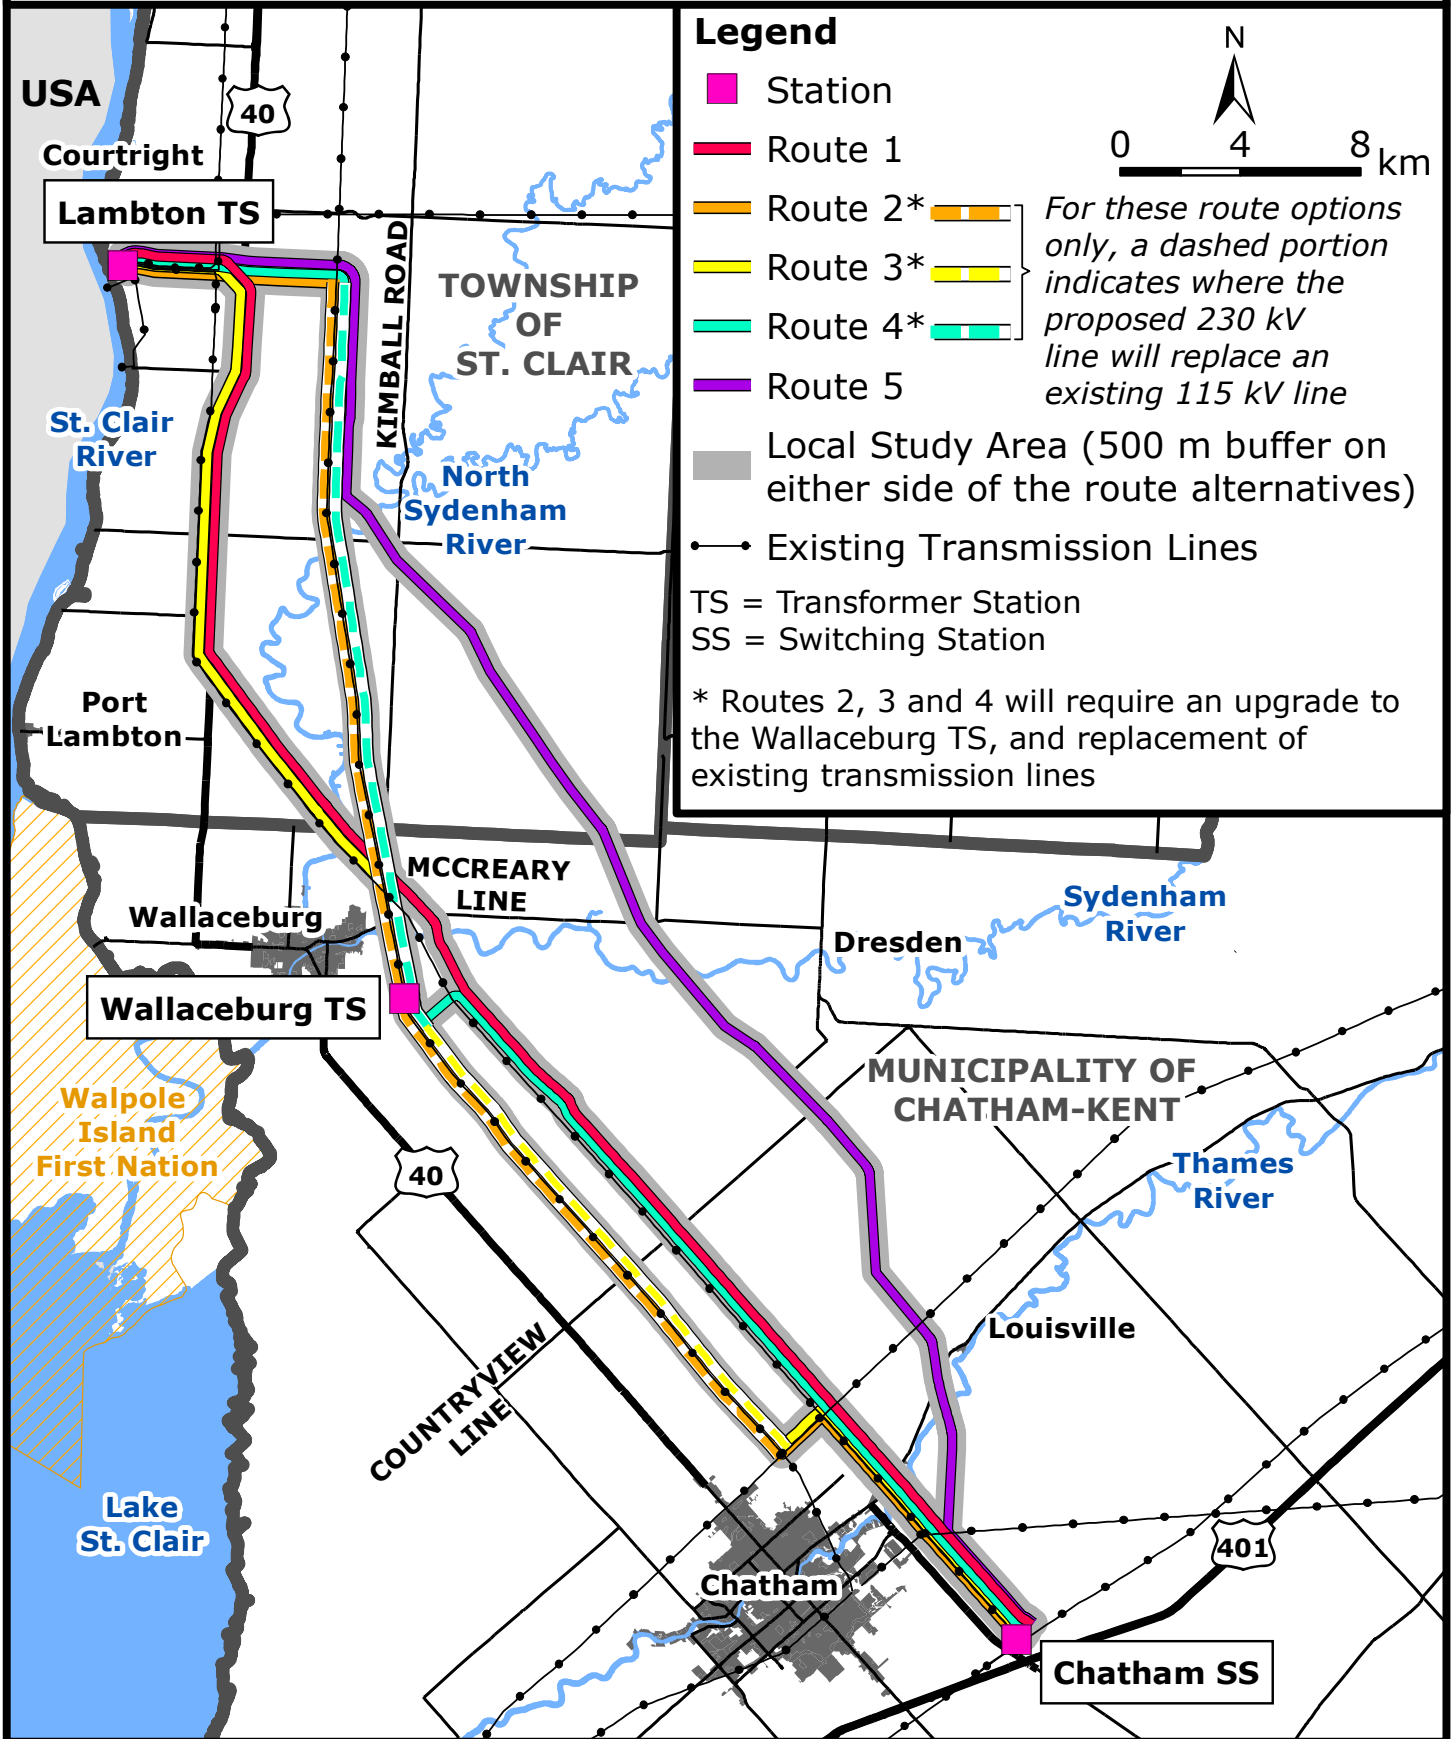 Legend
Station
Route 1
Route 2*
Route 3*
Route 4*
Route 5
For these route options
only, a dashed portion
indicates where the
proposed 230 kV
line will replace an
existing 115 kV line
Local Study Area (500 m buffer on
either side of the route alternatives)
Existing Transmission Lines
TS = Transformer Station
SS = Switching Station
* Routes 2, 3 and 4 will require an upgrade to
the Wallaceburg TS, and replacement of
existing transmission lines
N
0 4 8 km
USA
40
Courtright
Lambton TS
KIMBALL ROAD
TOWNSHIP
OF
ST. CLAIR
St. Clair
River
North
Sydenham
River
Port
Lambton
MCCREARY
LINE
Wallaceburg
Sydenham
River
Dresden
Wallaceburg TS
MUNICIPALITY OF
CHATHAM-KENT
Walpole
Island
First Nation
40
Thames
River
Louisville
COUNTRYVIEW
LINE
Lake
St. Clair
401
Chatham
Chatham SS